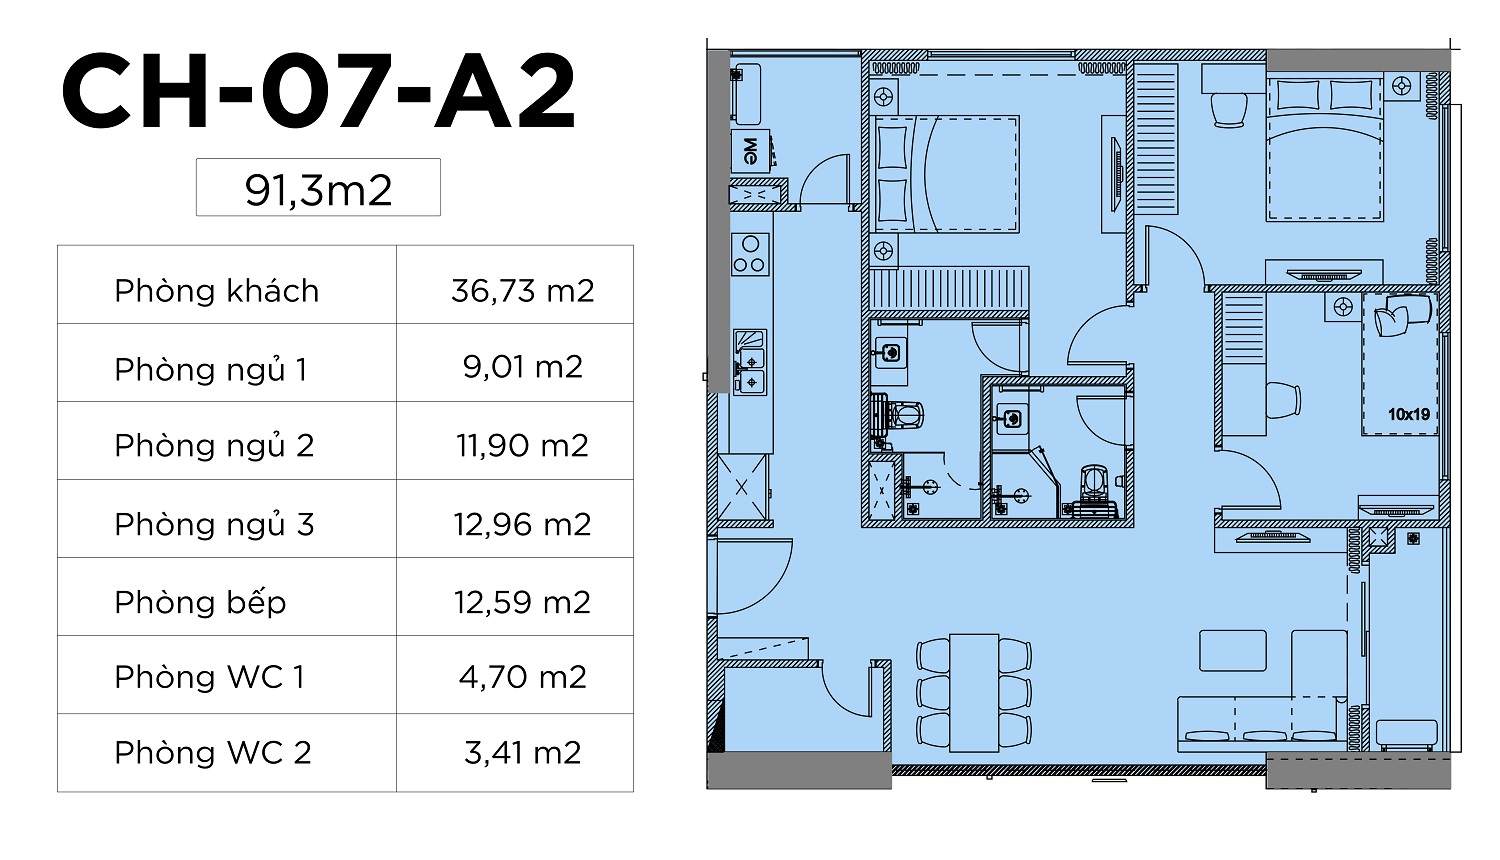 CH-07-A2
91,3m2
Phòng khách 36,73 m2
Phòng ngủ 1 9,01 m2
Phòng ngủ 2 11,90 m2
Phòng ngủ 3 12,96 m2
Phòng bếp 12,59 m2
Phòng WC 1 4,70 m2
Phòng WC 2 3,41 m2
10x19